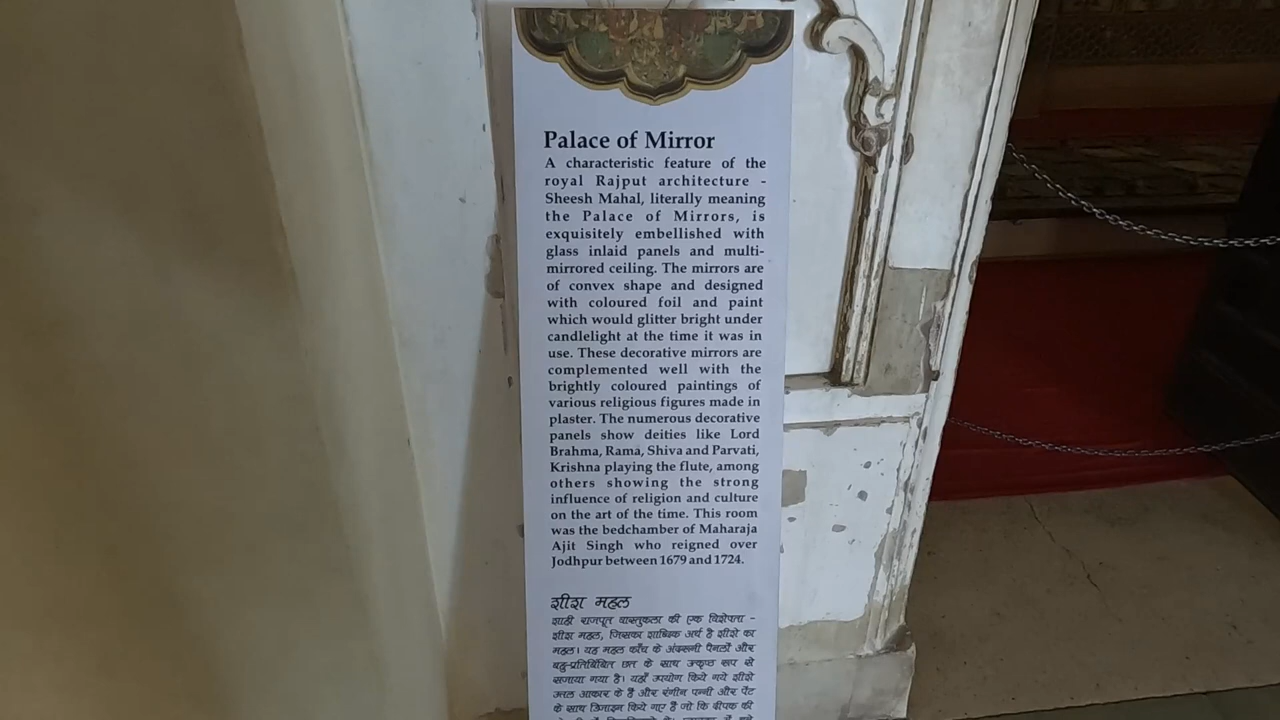 Palace of Mirror
A characteristic feature of the
royal Rajput architecture -
Sheesh Mahal, literally meaning
the Palace of Mirrors, is
exquisitely embellished with
glass inlaid panels and multi-
mirrored ceiling. The mirrors are
of convex shape and designed
with coloured foil and paint
which would glitter bright under
candlelight at the time it was in
use. These decorative mirrors are
complemented well with the
brightly coloured paintings of
various religious figures made in
plaster. The numerous decorative
panels show deities like Lord
Brahma, Rama, Shiva and Parvati,
Krishna playing the flute, among
others showing the strong
influence of religion and culture
on the art of the time. This room
was the bedchamber of Maharaja
Ajit Singh who reigned over
Jodhpur between 1679 and 1724.
शीश महल
शाही राजपूत वास्तुकला की एक विशेषता -
शीश महल, जिसका शाब्दिक अर्थ है शीशे का
महल। यह महल काँच के अंदरूनी पैनलों और
बहु-प्रतिबिंबित छत के साथ उत्कृष्ठ रूप से
सजाया गया है। यहाँ उपयोग किये गये शीशे
उत्तल आकार के हैं और रंगीन पन्नी और पेंट
के साथ डिजाइन किये गए हैं जो कि दीपक की